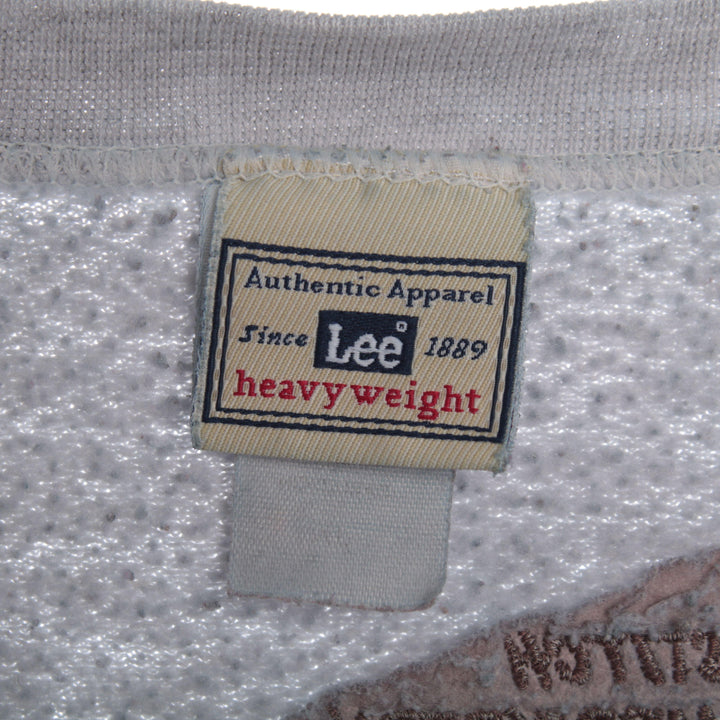 Authentic Apparel
Since Lee® 1889
heavyweight